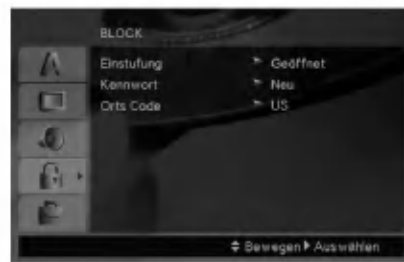 BLOCK
Einstufung Geöffnet
Kennwort Neu
Orts Code US
Bewegen Auswählen